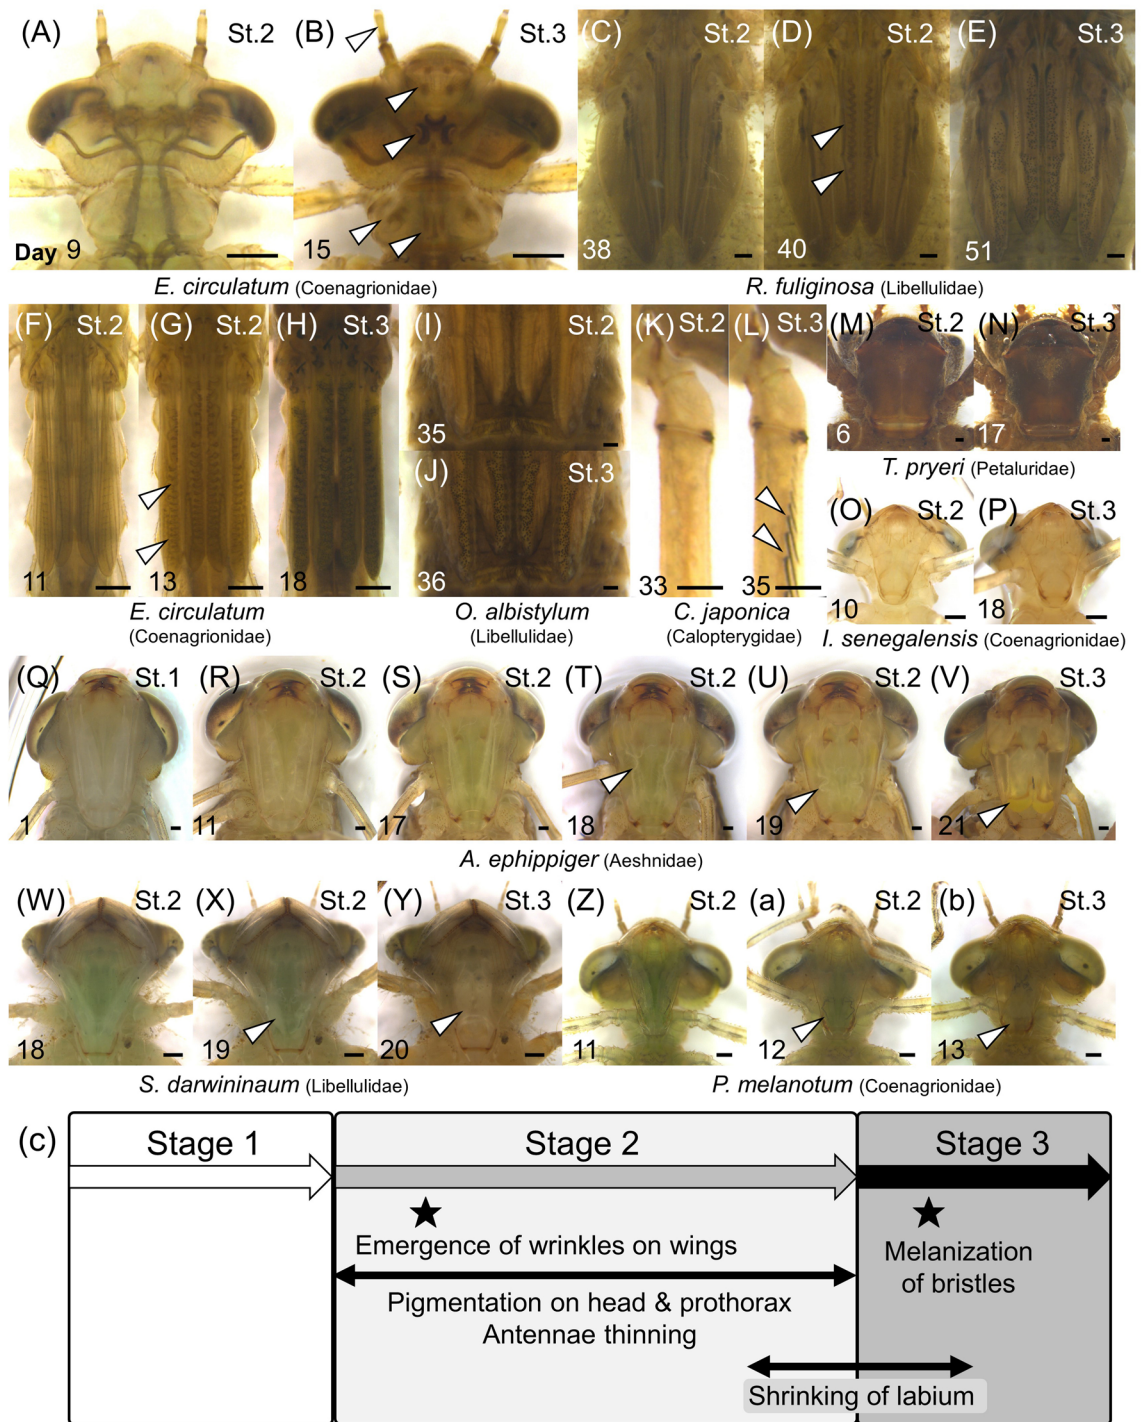 (A) St.2 (B) St.3 (C) St.2 (D) St.2 (E) St.3
Day 9 15 38 40 51
E. circulatum (Coenagrionidae) R. fuliginosa (Libellulidae)
(F) St.2 (G) St.2 (H) St.3 (I) St.2 (K) St.2 (L) St.3 (M) St.2 (N) St.3
35 6 17
(J) St.3 T. pryeri (Petaluridae)
(O) St.2 (P) St.3
11 13 18 36 33 35 10 18
E. circulatum O. albistylum C. japonica
(Coenagrionidae) (Libellulidae) (Calopterygidae) I. senegalensis (Coenagrionidae)
(Q) St.1 (R) St.2 (S) St.2 (T) St.2 (U) St.2 (V) St.3
1 11 17 18 19 21
A. ephippiger (Aeshnidae)
(W) St.2 (X) St.2 (Y) St.3 (Z) St.2 (a) St.2 (b) St.3
18 19 20 11 12 13
S. darwininaum (Libellulidae) P. melanotum (Coenagrionidae)
(c) Stage 1 Stage 2 Stage 3
Emergence of wrinkles on wings
Melanization
of bristles
Pigmentation on head & prothorax
Antennae thinning
Shrinking of labium